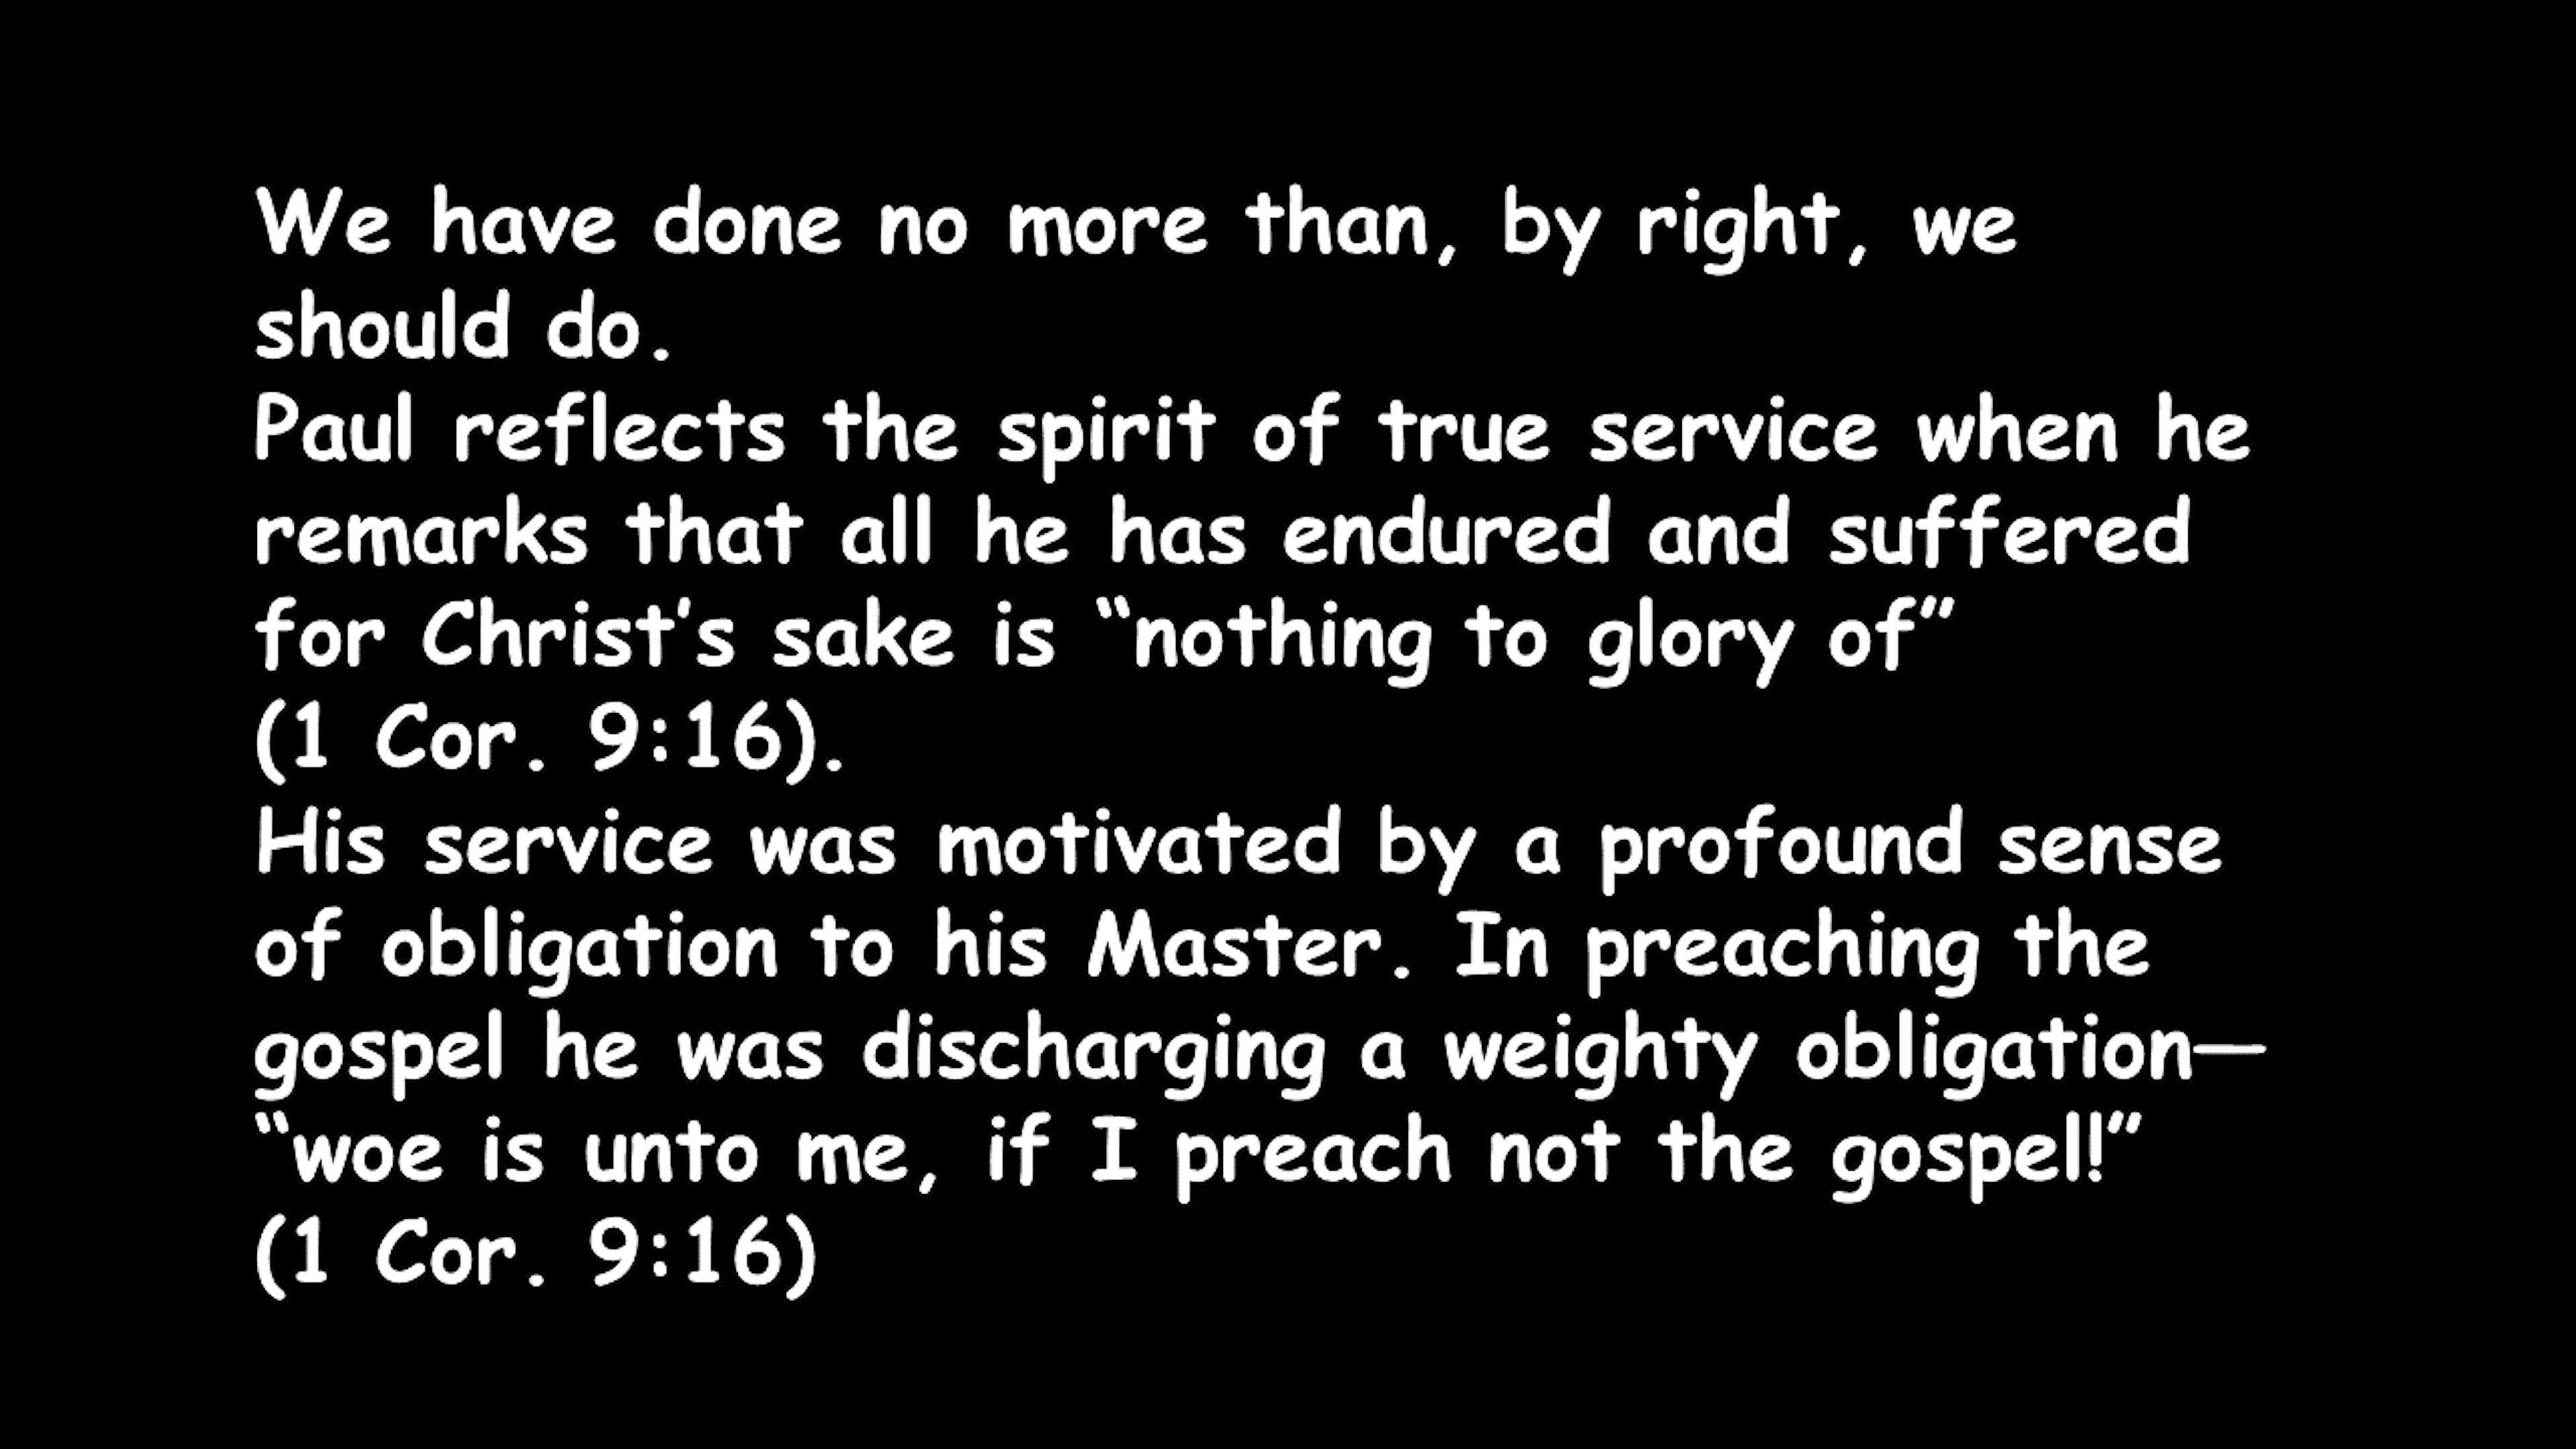 We have done no more than, by right, we
should do.
Paul reflects the spirit of true service when he
remarks that all he has endured and suffered
for Christ’s sake is “nothing to glory of”
(1 Cor. 9:16).
His service was motivated by a profound sense
of obligation to his Master. In preaching the
gospel he was discharging a weighty obligation—
“woe is unto me, if I preach not the gospel!”
(1 Cor. 9:16)